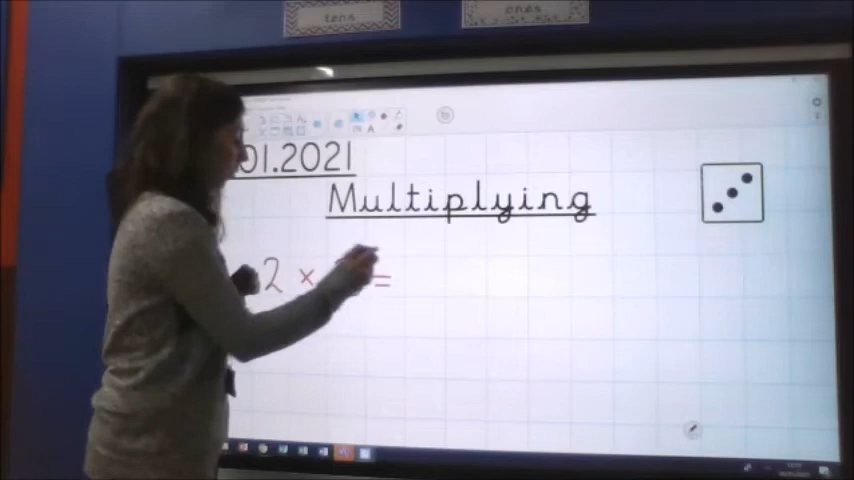 tens
ones
01.2021
Multiplying
2 ×
=